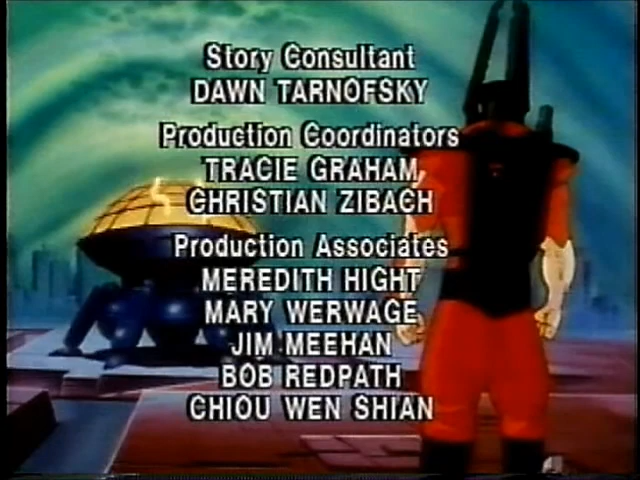 Story Consultant
DAWN TARNOFSKY
Production Coordinators
TRACIE GRAHAM
CHRISTIAN ZIBACH
Production Associates
MEREDITH HIGHT
MARY WERWAGE
JIM MEEHAN
BOB REDPATH
CHIOU WEN SHIAN